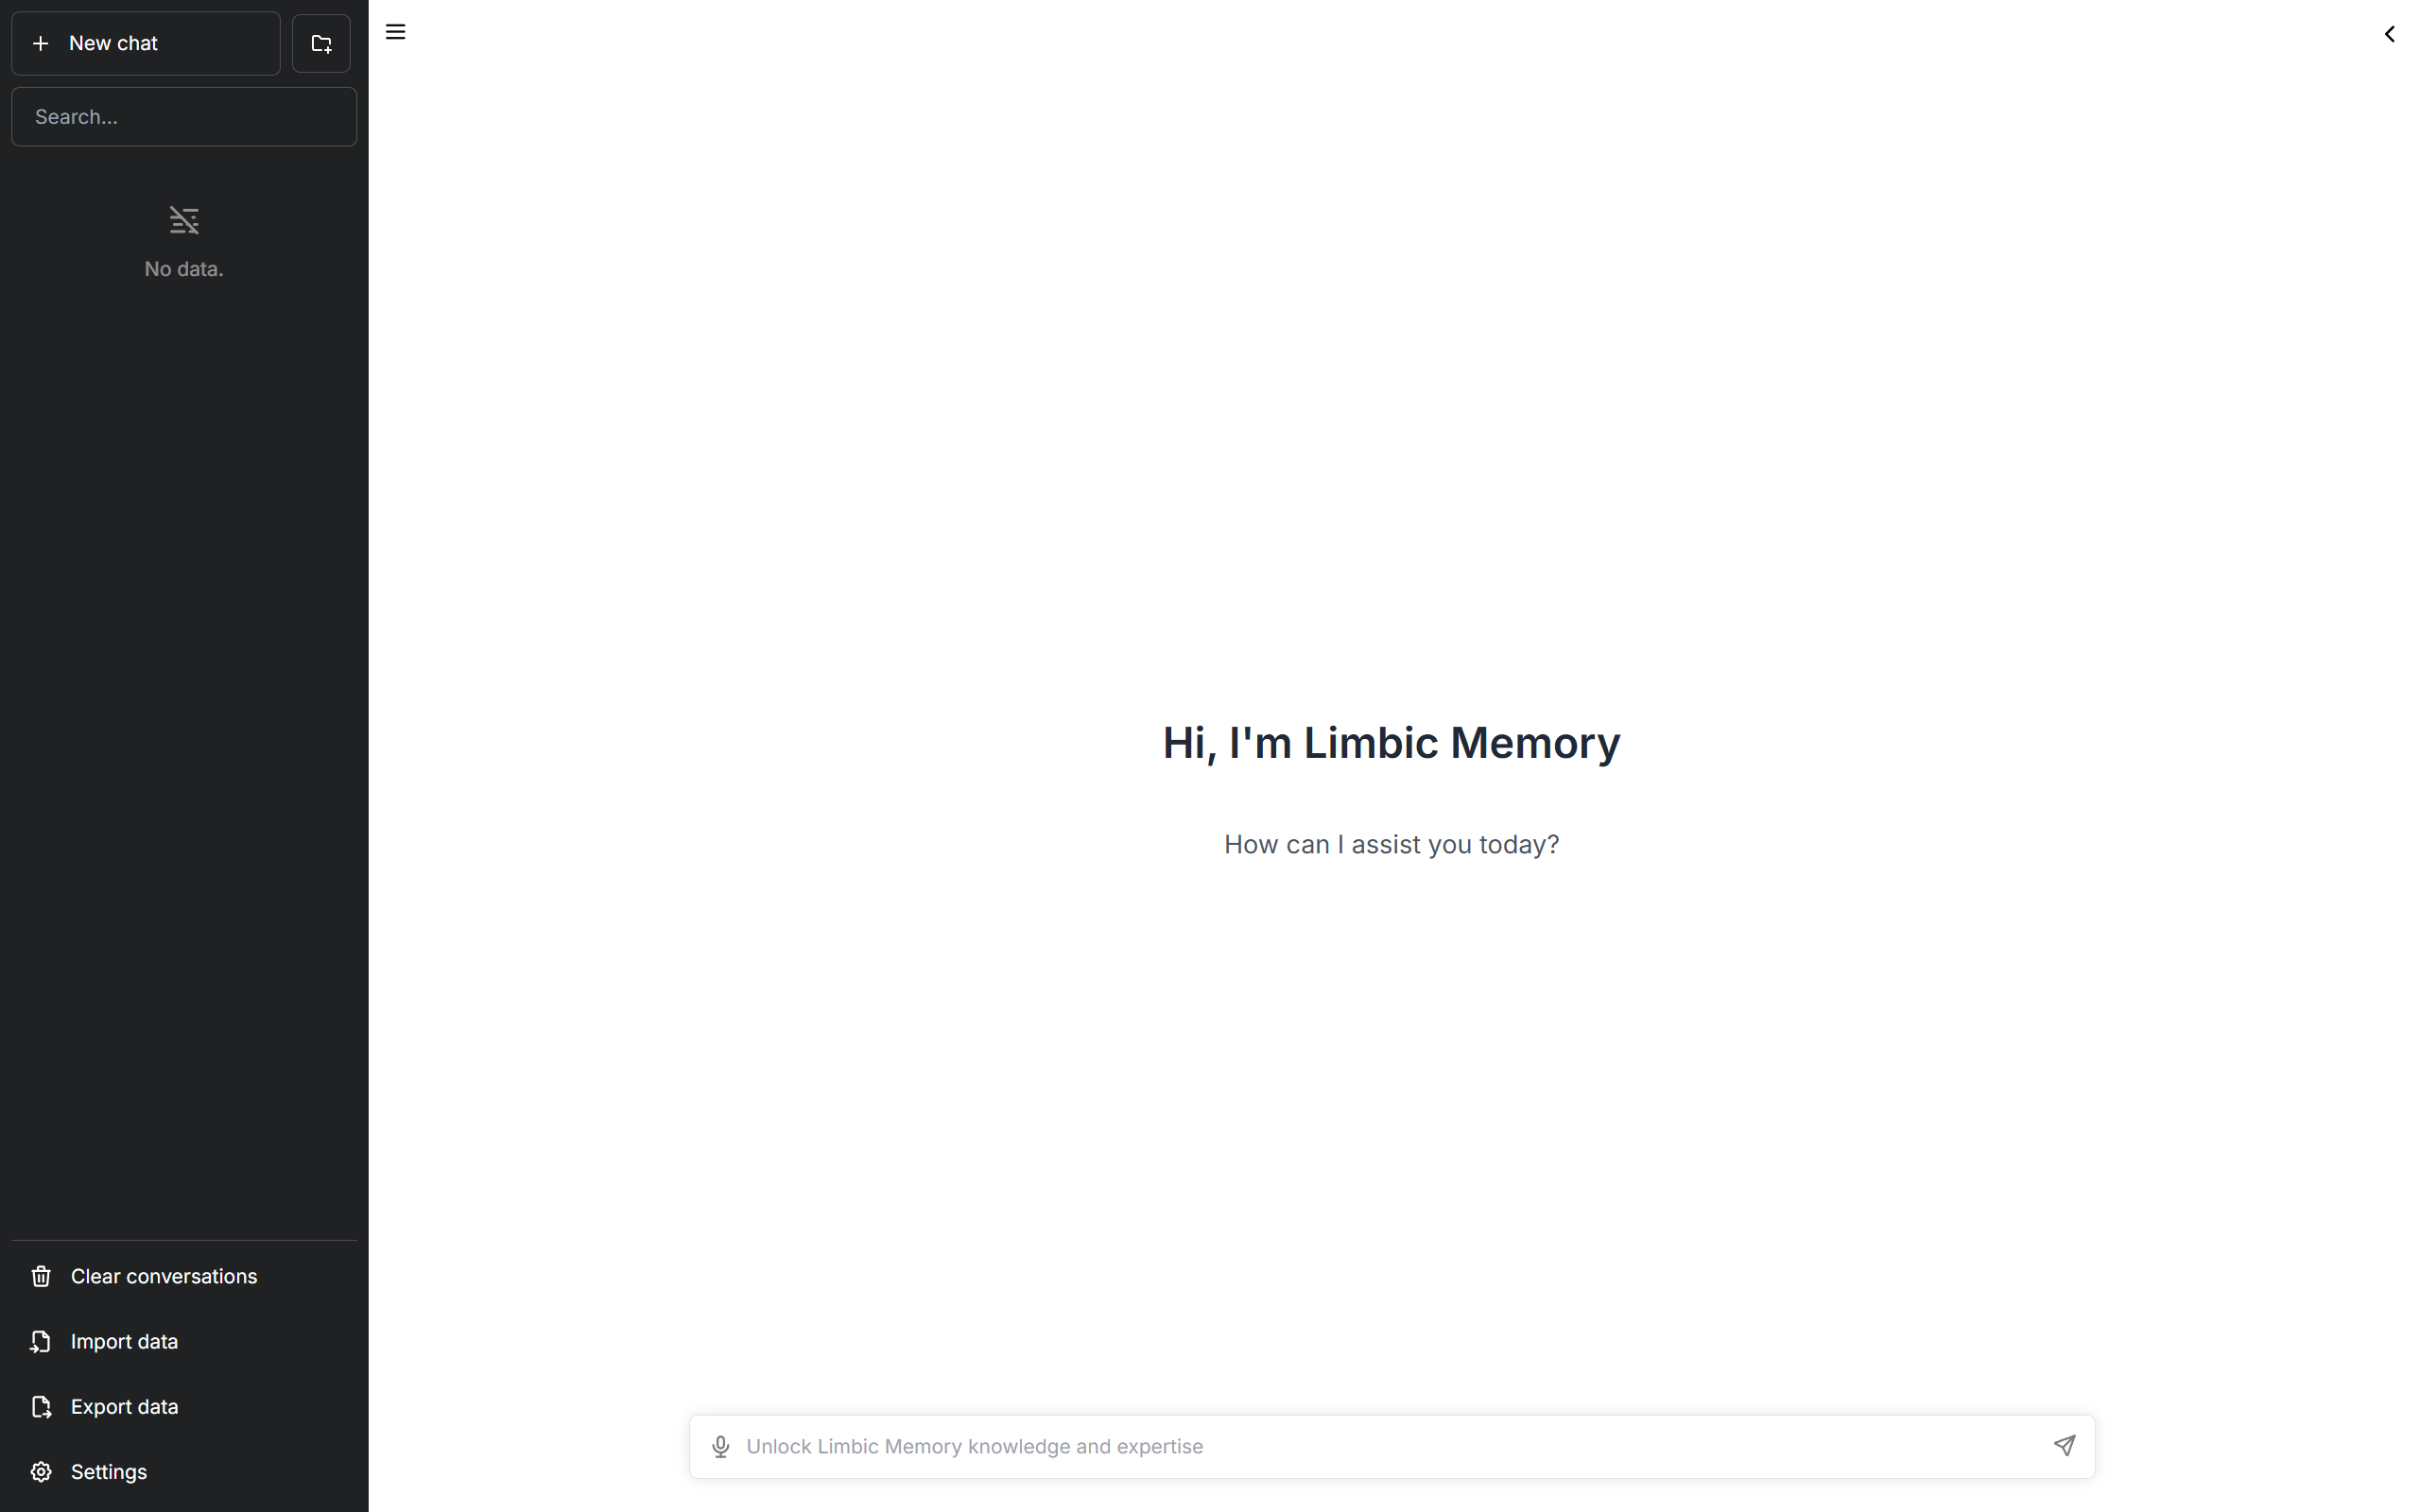 New chat
Search...
No data.
Clear conversations
Import data
Export data
Settings
Hi, I'm Limbic Memory
How can I assist you today?
Unlock Limbic Memory knowledge and expertise